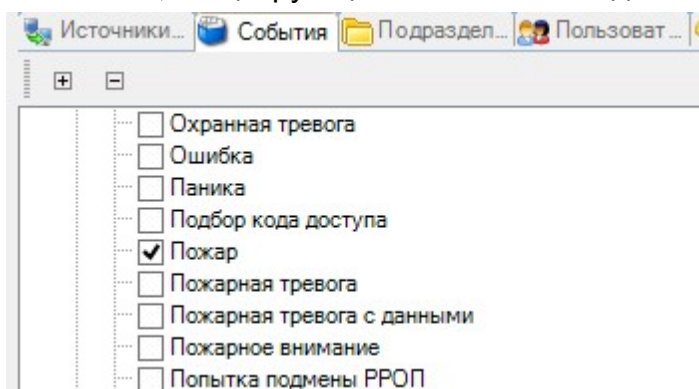 Источники... События Подраздел... Пользоват...
Охранная тревога
Ошибка
Паника
Подбор кода доступа
Пожар
Пожарная тревога
Пожарная тревога с данными
Пожарное внимание
Попытка подмены РРОП